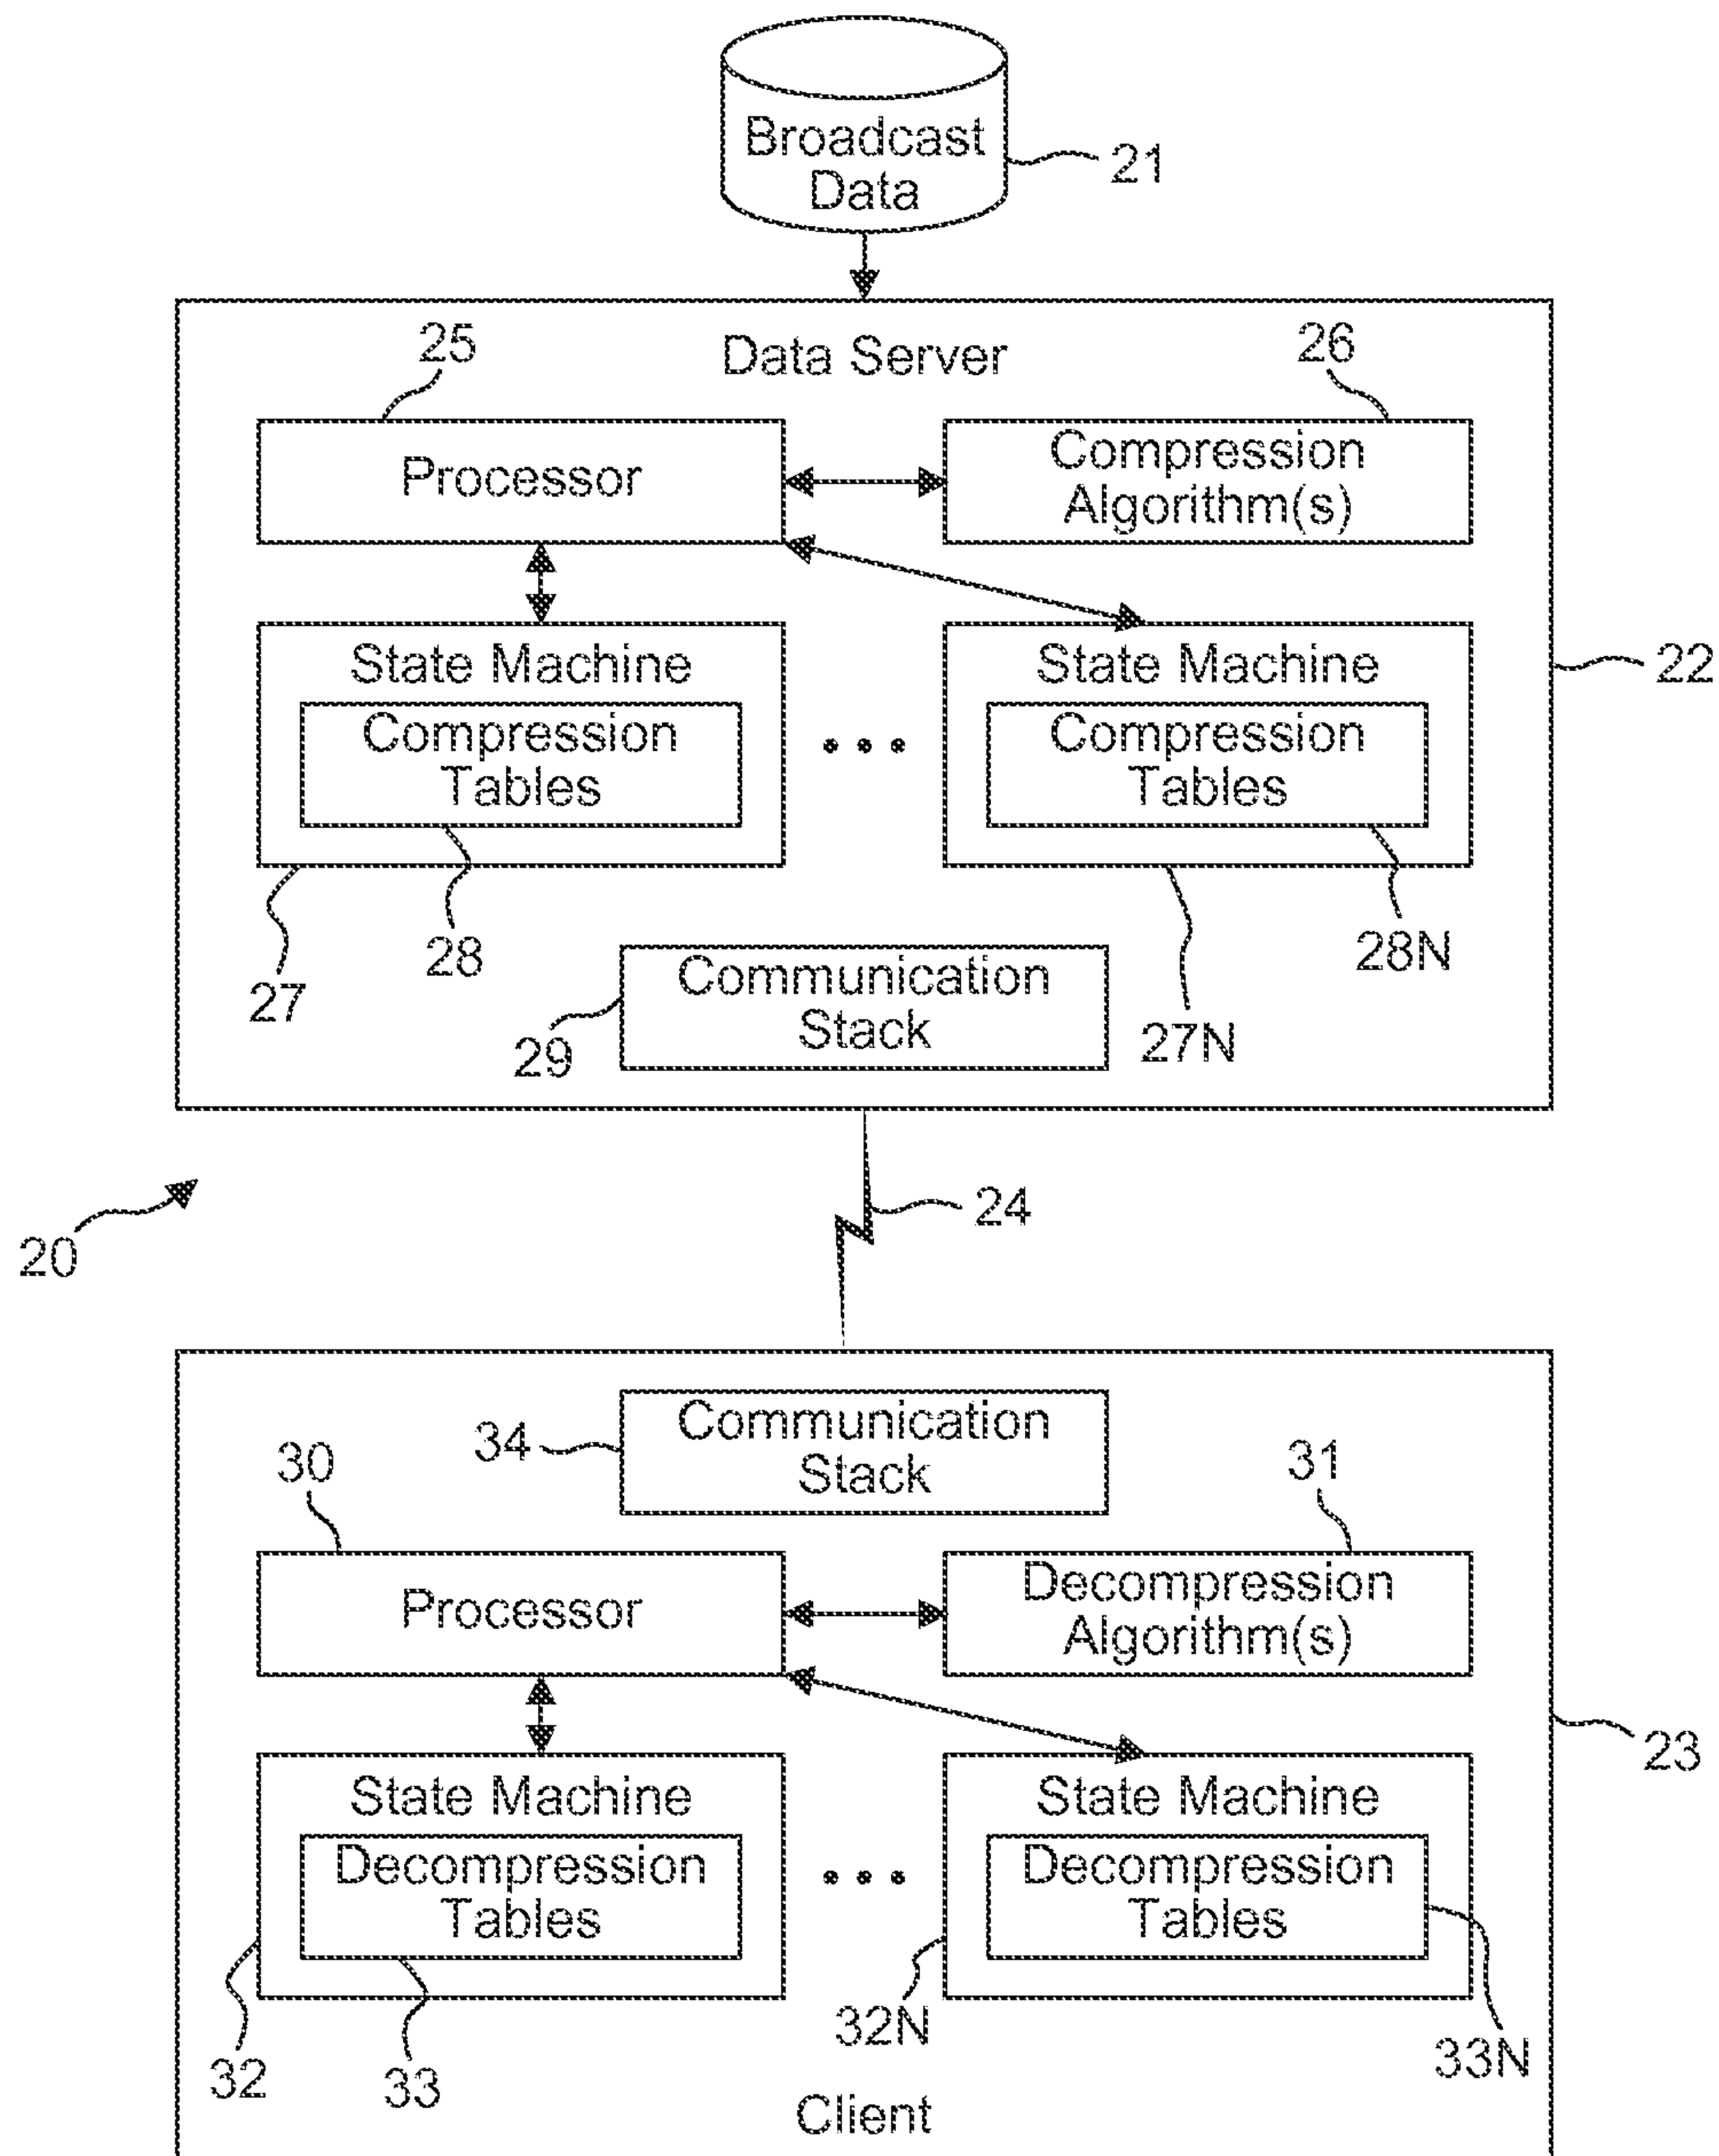 Broadcast
Data
21
25
Data Server
26
Processor
Compression
Algorithm(s)
State Machine
Compression
Tables
State Machine
Compression
Tables
22
28
28N
27
27N
Communication
Stack
29
24
20
Communication
Stack
34
30
31
Processor
Decompression
Algorithm(s)
23
State Machine
Decompression
Tables
State Machine
Decompression
Tables
32
33
32N
33N
Client